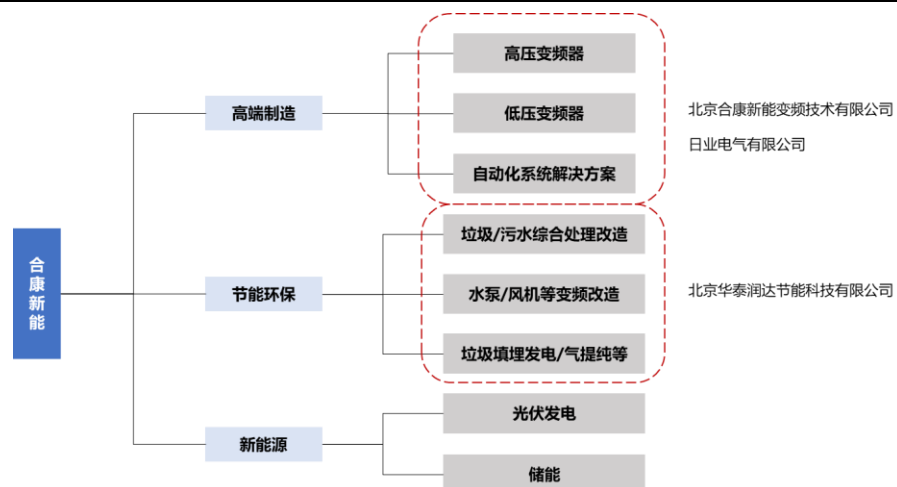 合康新能
高端制造
高压变频器
低压变频器
自动化系统解决方案
北京合康新能变频技术有限公司
日业电气有限公司
节能环保
垃圾/污水综合处理改造
水泵/风机等变频改造
垃圾填埋发电/气提纯等
北京华泰润达节能科技有限公司
新能源
光伏发电
储能